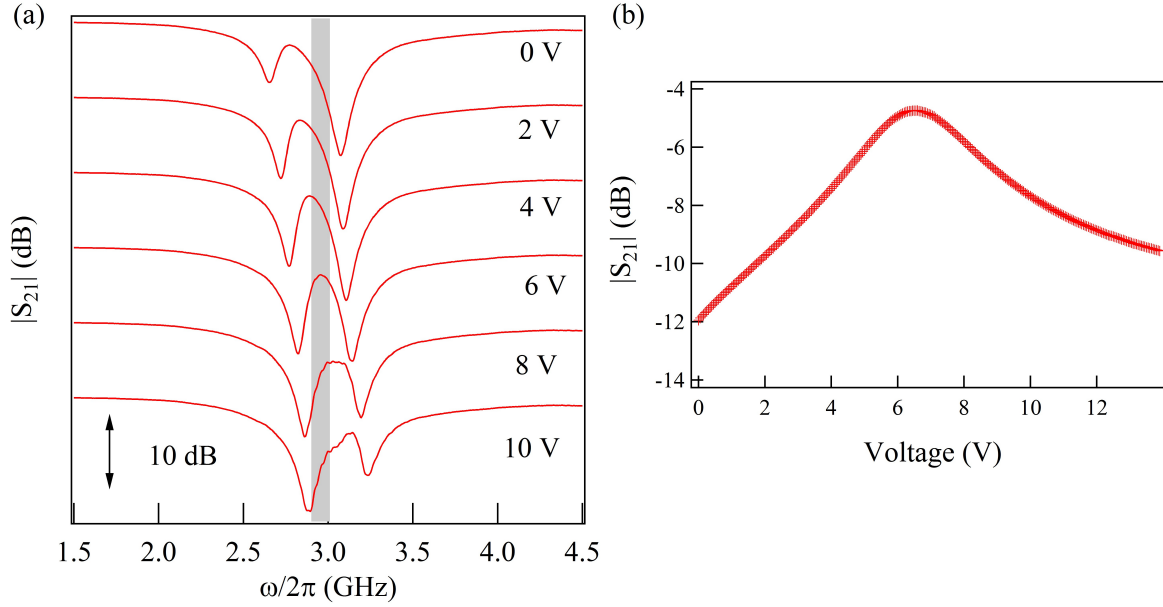 (a)
|S21| (dB)
0 V
2 V
4 V
6 V
8 V
10 V
10 dB
1.5 2.0 2.5 3.0 3.5 4.0 4.5
ω/2π (GHz)
(b)
|S21| (dB)
-4
-6
-8
-10
-12
-14
0 2 4 6 8 10 12
Voltage (V)